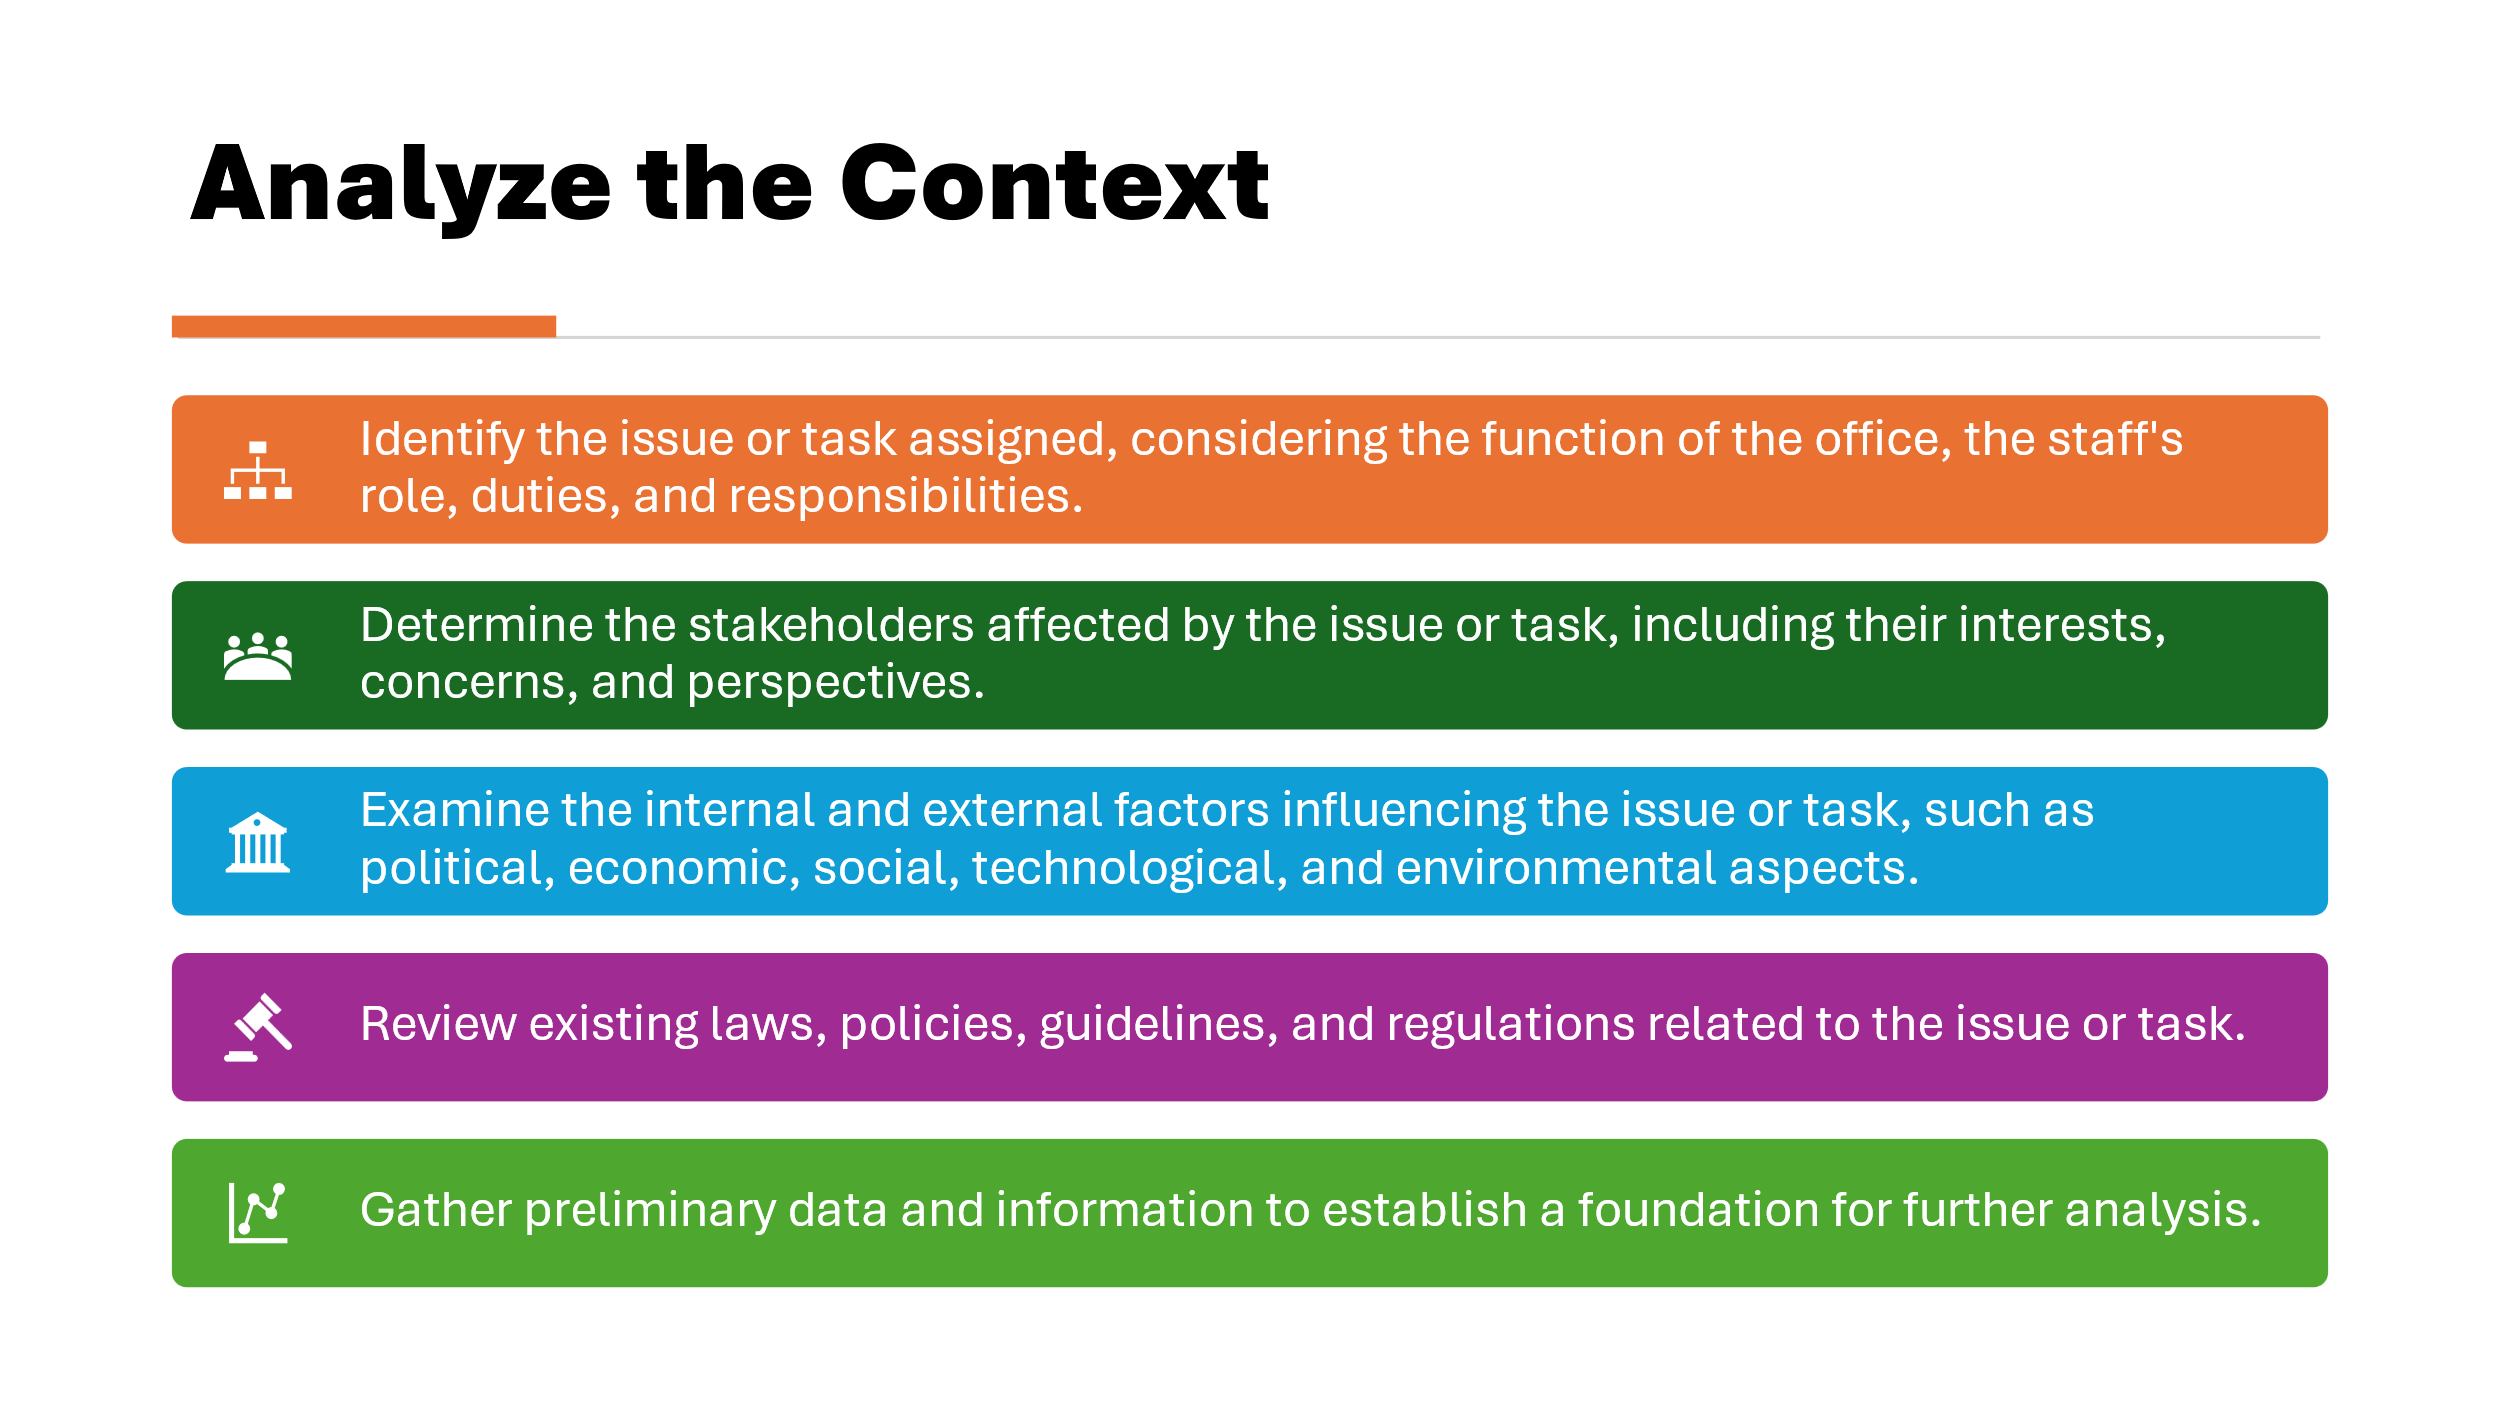 Analyze the Context
Identify the issue or task assigned, considering the function of the office, the staff's
role, duties, and responsibilities.
Determine the stakeholders affected by the issue or task, including their interests,
concerns, and perspectives.
Examine the internal and external factors influencing the issue or task, such as
political, economic, social, technological, and environmental aspects.
Review existing laws, policies, guidelines, and regulations related to the issue or task.
Gather preliminary data and information to establish a foundation for further analysis.